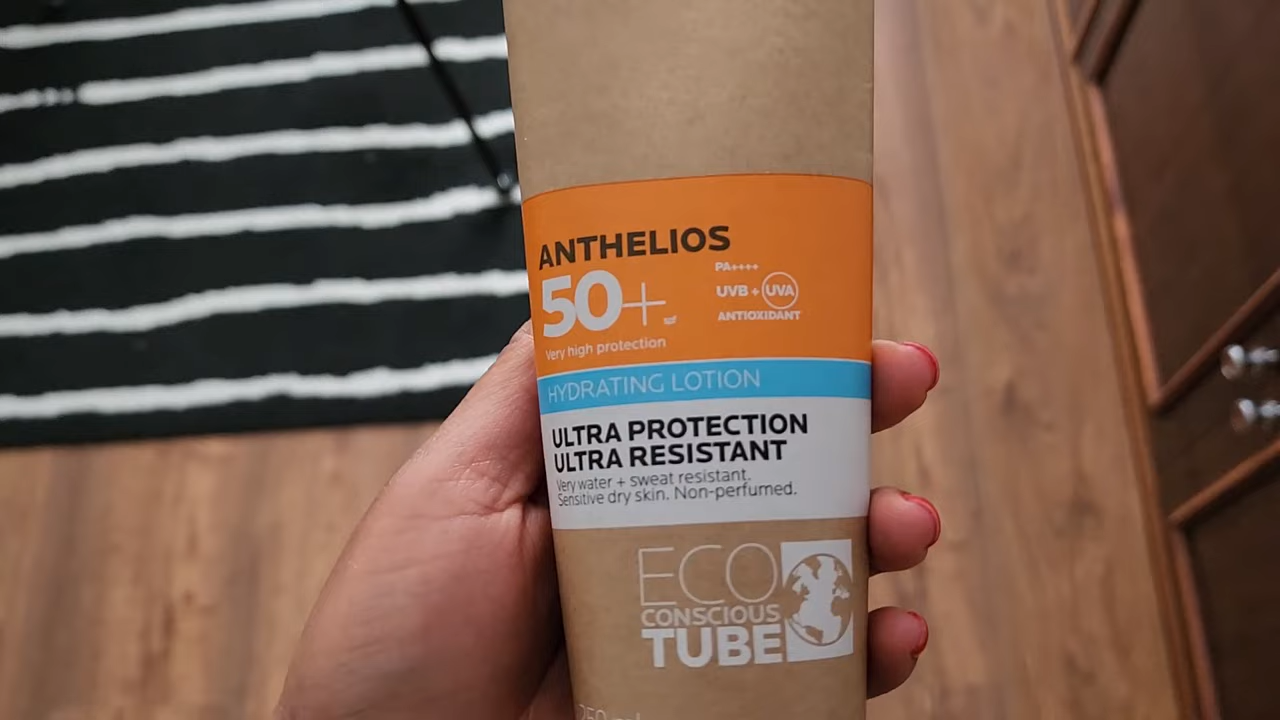 ANTHELIOS
50+
PA++++
UVB + UVA
ANTIOXIDANT
Very high protection
HYDRATING LOTION
ULTRA PROTECTION
ULTRA RESISTANT
Very water + sweat resistant.
Sensitive dry skin. Non-perfumed.
ECO
CONSCIOUS
TUBE